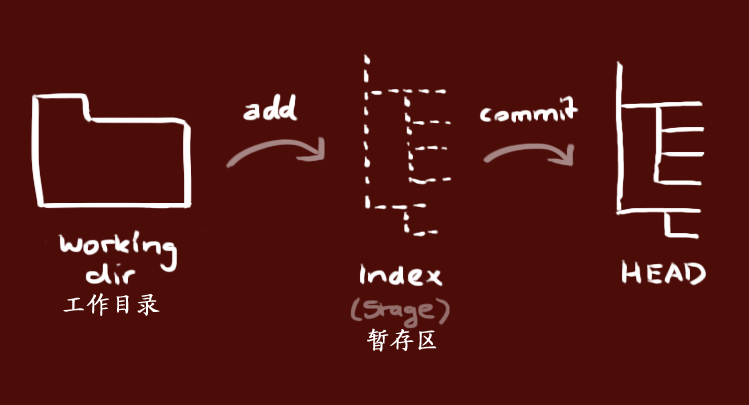 add
commit
working
dir
工作目录
Index
(Stage)
暂存区
HEAD